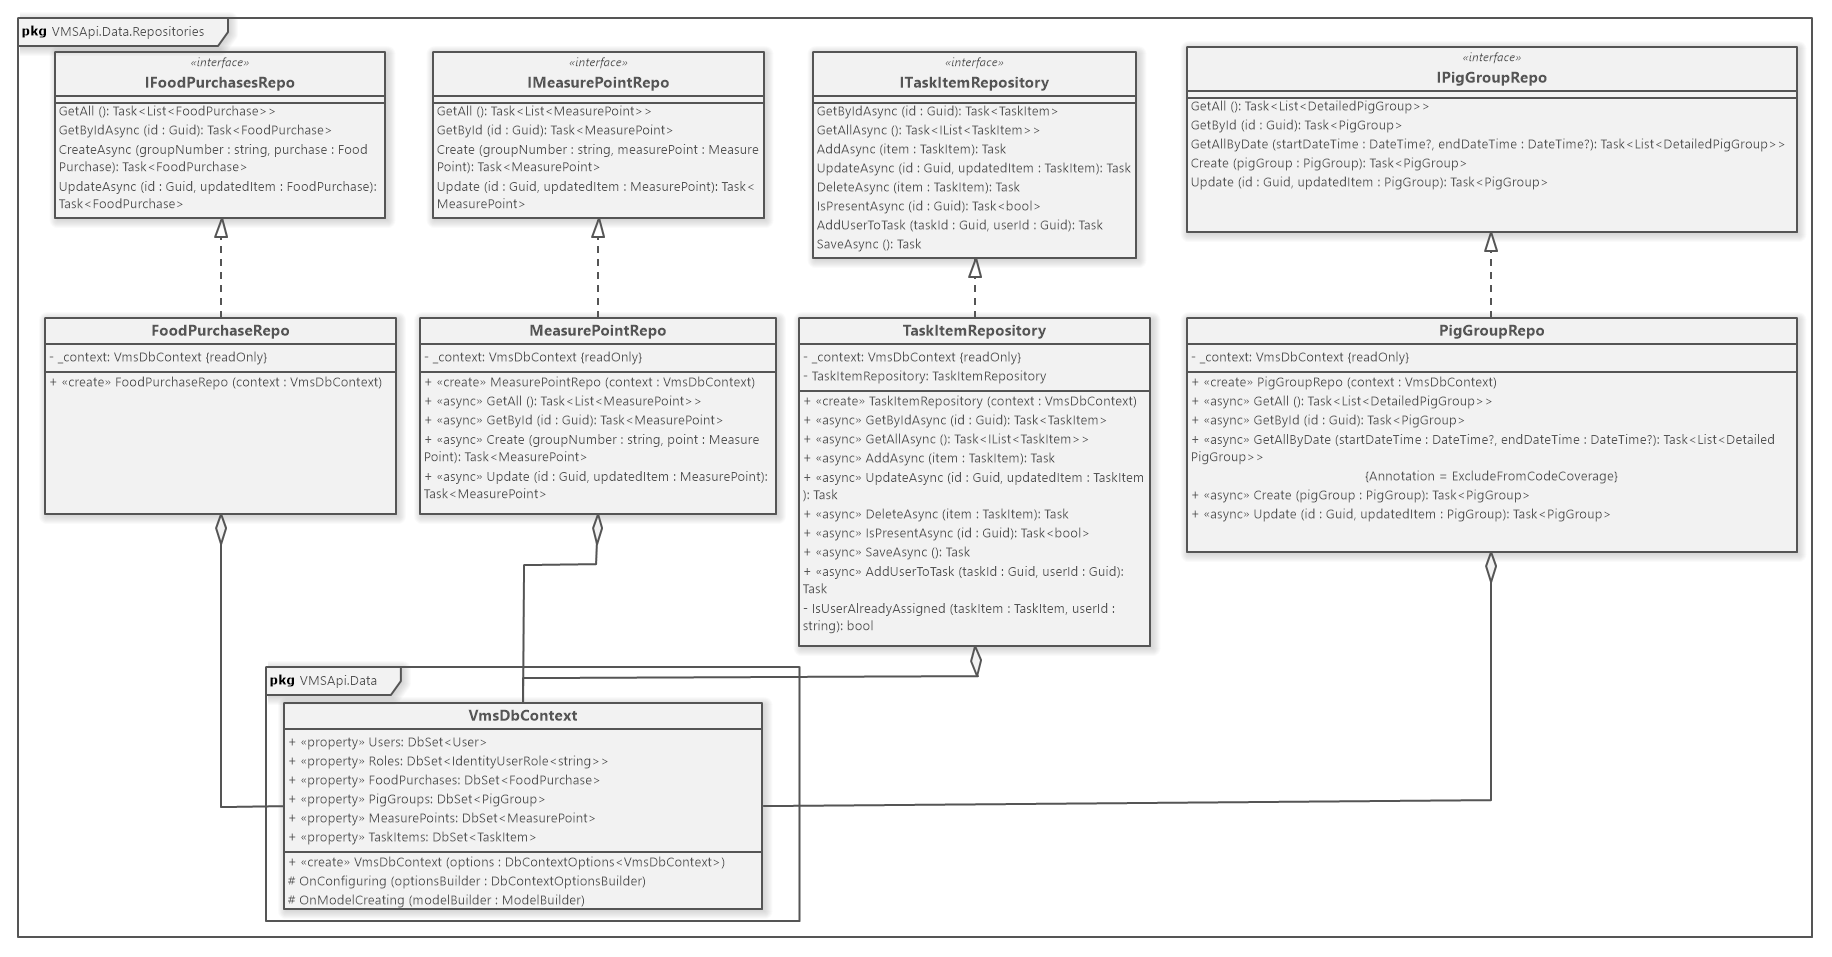 pkg VMSApi.Data.Repositories
«interface»
IFoodPurchasesRepo
GetAll (): Task<List<FoodPurchase>>
GetByIdAsync (id : Guid): Task<FoodPurchase>
CreateAsync (groupNumber : string, purchase : Food
Purchase): Task<FoodPurchase>
UpdateAsync (id : Guid, updatedItem : FoodPurchase):
Task<FoodPurchase>
«interface»
IMeasurePointRepo
GetAll (): Task<List<MeasurePoint>>
GetById (id : Guid): Task<MeasurePoint>
Create (groupNumber : string, measurePoint : Measure
Point): Task<MeasurePoint>
Update (id : Guid, updatedItem : MeasurePoint): Task<
MeasurePoint>
«interface»
ITaskItemRepository
GetByIdAsync (id : Guid): Task<TaskItem>
GetAllAsync (): Task<IList<TaskItem>>
AddAsync (item : TaskItem): Task
UpdateAsync (id : Guid, updatedItem : TaskItem): Task
DeleteAsync (item : TaskItem): Task
IsPresentAsync (id : Guid): Task<bool>
AddUserToTask (taskId : Guid, userId : Guid): Task
SaveAsync (): Task
«interface»
IPigGroupRepo
GetAll (): Task<List<DetailedPigGroup>>
GetById (id : Guid): Task<PigGroup>
GetAllByDate (startDateTime : DateTime?, endDateTime : DateTime?): Task<List<DetailedPigGroup>>
Create (pigGroup : PigGroup): Task<PigGroup>
Update (id : Guid, updatedItem : PigGroup): Task<PigGroup>
FoodPurchaseRepo
- _context: VmsDbContext {readOnly}
+ «create» FoodPurchaseRepo (context : VmsDbContext)
MeasurePointRepo
- _context: VmsDbContext {readOnly}
+ «create» MeasurePointRepo (context : VmsDbContext)
+ «async» GetAll (): Task<List<MeasurePoint>>
+ «async» GetById (id : Guid): Task<MeasurePoint>
+ «async» Create (groupNumber : string, point : Measure
Point): Task<MeasurePoint>
+ «async» Update (id : Guid, updatedItem : MeasurePoint):
Task<MeasurePoint>
TaskItemRepository
- _context: VmsDbContext {readOnly}
- TaskItemRepository: TaskItemRepository
+ «create» TaskItemRepository (context : VmsDbContext)
+ «async» GetByIdAsync (id : Guid): Task<TaskItem>
+ «async» GetAllAsync (): Task<IList<TaskItem>>
+ «async» AddAsync (item : TaskItem): Task
+ «async» UpdateAsync (id : Guid, updatedItem : TaskItem
): Task
+ «async» DeleteAsync (item : TaskItem): Task
+ «async» IsPresentAsync (id : Guid): Task<bool>
+ «async» SaveAsync (): Task
+ «async» AddUserToTask (taskId : Guid, userId : Guid):
Task
- IsUserAlreadyAssigned (taskItem : TaskItem, userId :
string): bool
PigGroupRepo
- _context: VmsDbContext {readOnly}
+ «create» PigGroupRepo (context : VmsDbContext)
+ «async» GetAll (): Task<List<DetailedPigGroup>>
+ «async» GetById (id : Guid): Task<PigGroup>
+ «async» GetAllByDate (startDateTime : DateTime?, endDateTime : DateTime?): Task<List<Detailed
PigGroup>>
{Annotation = ExcludeFromCodeCoverage}
+ «async» Create (pigGroup : PigGroup): Task<PigGroup>
+ «async» Update (id : Guid, updatedItem : PigGroup): Task<PigGroup>
pkg VMSApi.Data
VmsDbContext
+ «property» Users: DbSet<User>
+ «property» Roles: DbSet<IdentityUserRole<string>>
+ «property» FoodPurchases: DbSet<FoodPurchase>
+ «property» PigGroups: DbSet<PigGroup>
+ «property» MeasurePoints: DbSet<MeasurePoint>
+ «property» TaskItems: DbSet<TaskItem>
+ «create» VmsDbContext (options : DbContextOptions<VmsDbContext>)
# OnConfiguring (optionsBuilder : DbContextOptionsBuilder)
# OnModelCreating (modelBuilder : ModelBuilder)